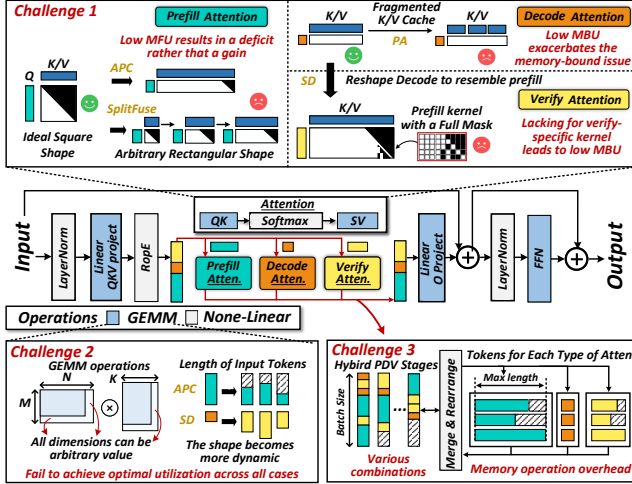 Challenge 1
Prefill Attention
K/V
Low MFU results in a deficit
rather that a gain
Q
APC
SplitFuse
Ideal Square
Shape
Arbitrary Rectangular Shape
K/V
Fragmented
K/V Cache
PA
K/V
Decode Attention
Low MBU
exacerbates the
memory-bound issue
SD
Reshape Decode to resemble prefill
K/V
Prefill kernel
with a Full Mask
Verify Attention
Lacking for verify-
specific kernel
leads to low MBU
Attention
QK
Softmax
SV
Input
LayerNorm
Linear
QKV project
RopE
Prefill
Atten.
Decode
Atten.
Verify
Atten.
Linear
O Project
LayerNorm
FFN
Output
Operations
GEMM
None-Linear
Challenge 2
GEMM operations
N
K
M
All dimensions can be
arbitrary value
Length of Input Tokens
APC
SD
The shape becomes
more dynamic
Fail to achieve optimal utilization across all cases
Challenge 3
Hybird PDV Stages
Batch Size
Various
combinations
Merge & Rearrange
Tokens for Each Type of Atten
Max length
Memory operation overhead